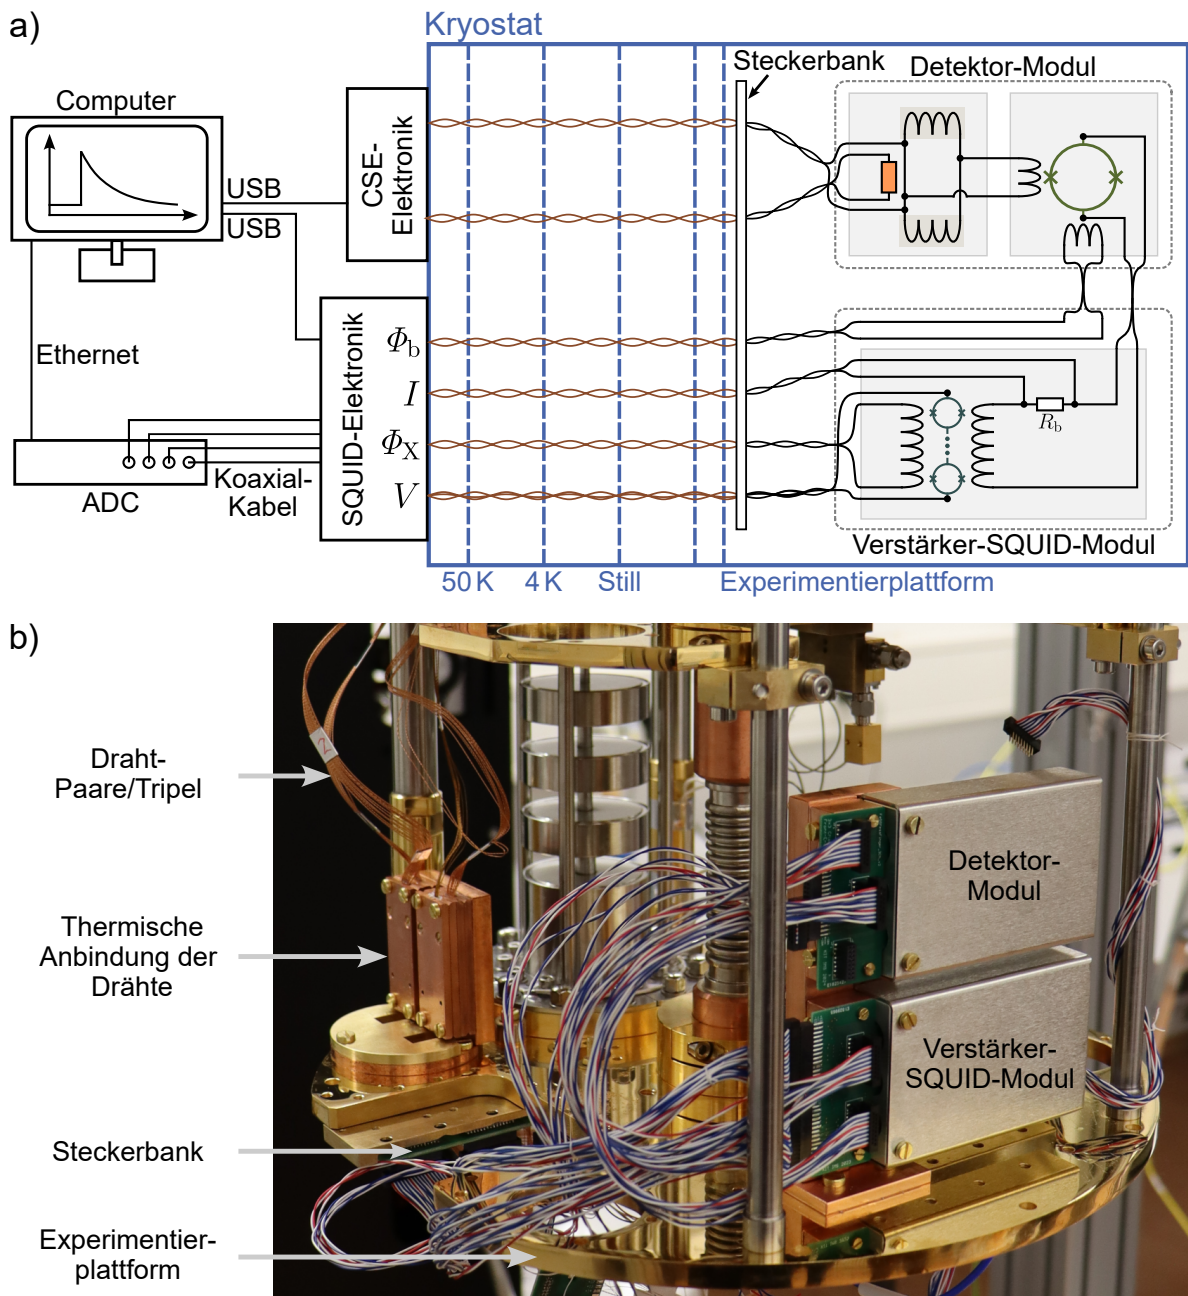 a)
Kryostat
Steckerbank
Detektor-Modul
Computer
USB
USB
CSE-
Elektronik
Ethernet
SQUID-Elektronik
Φb
I
ΦX
V
Rb
Koaxial-
Kabel
ADC
Verstärker-SQUID-Modul
50 K
4 K
Still
Experimentierplattform
b)
Draht-
Paare/Tripel
2
Detektor-
Modul
Thermische
Anbindung der
Drähte
Verstärker-
SQUID-Modul
Steckerbank
Experimentier-
plattform